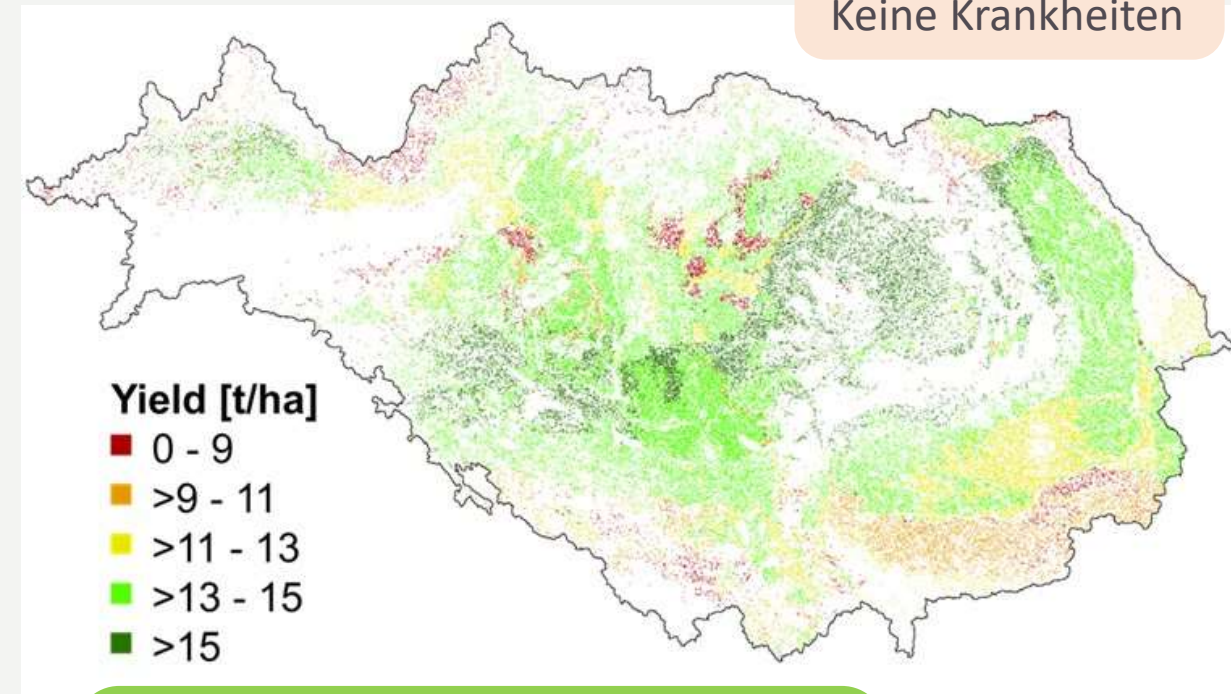 Keine Krankheiten
Yield [t/ha]
0 - 9
>9 - 11
>11 - 13
>13 - 15
>15